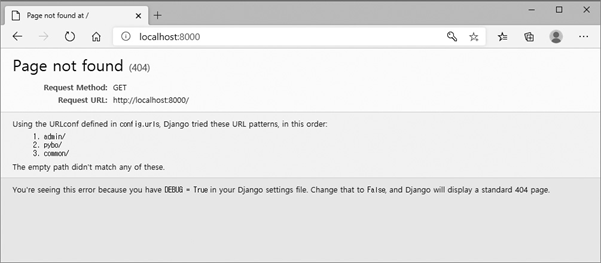 Page not found at /
localhost:8000
Page not found (404)
Request Method: GET
Request URL: http://localhost:8000/
Using the URLconf defined in config.urls, Django tried these URL patterns, in this order:
1. admin/
2. pybo/
3. common/
The empty path didn't match any of these.
You're seeing this error because you have DEBUG = True in your Django settings file. Change that to False, and Django will display a standard 404 page.